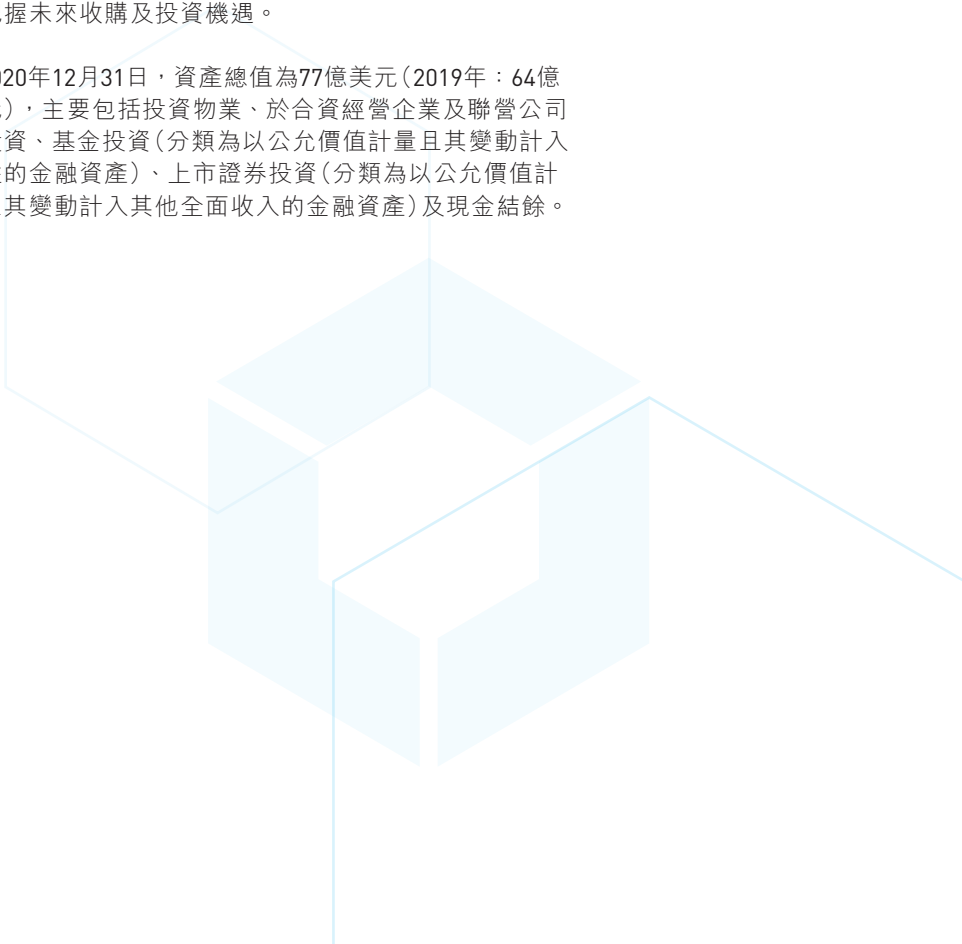 握未來收購及投資機遇。
20年12月31日，資產總值為77億美元（2019年：64億
），主要包括投資物業、於合資經營企業及聯營公司
資、基金投資（分類為以公允價值計量且其變動計入
的金融資產）、上市證券投資（分類為以公允價值計
其變動計入其他全面收入的金融資產）及現金結餘。